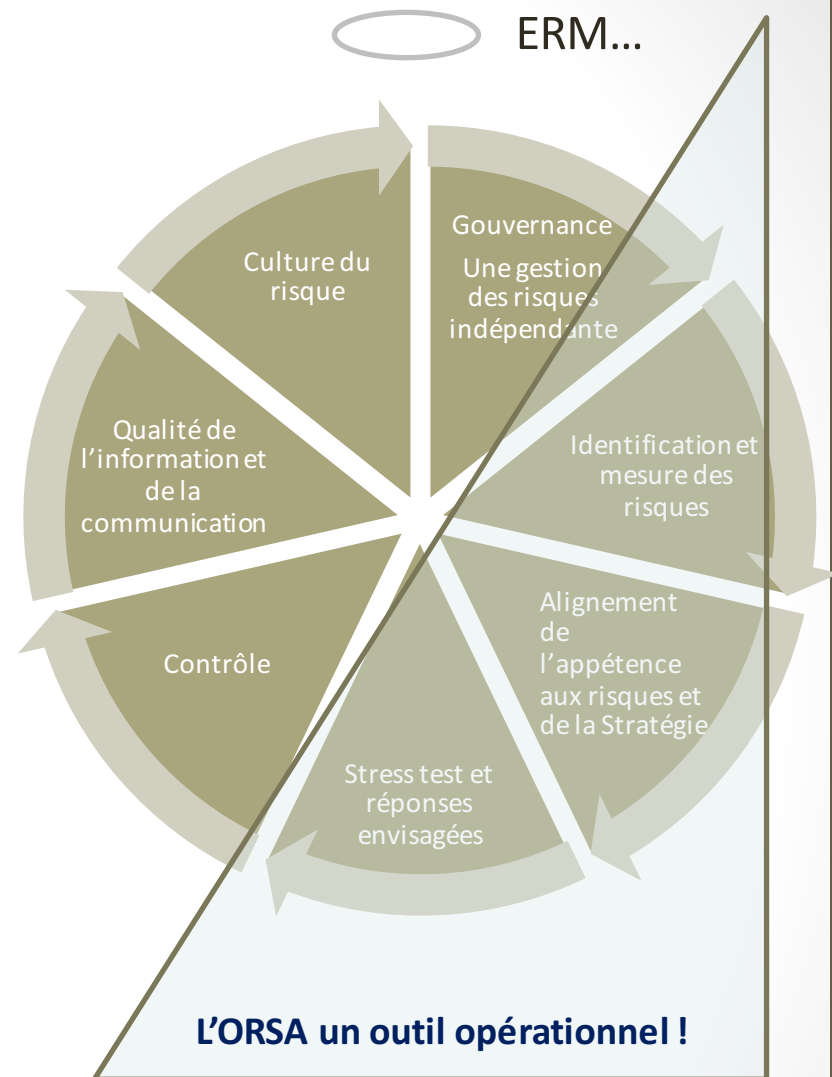 ERM...
Gouvernance
Une gestion
des risques
indépendante
Identification et
mesure des
risques
Alignement
de
l’appétence
aux risques et
de la Stratégie
Stress test et
réponses
envisagées
Contrôle
Qualité de
l’information et
de la
communication
Culture du
risque
L’ORSA un outil opérationnel !